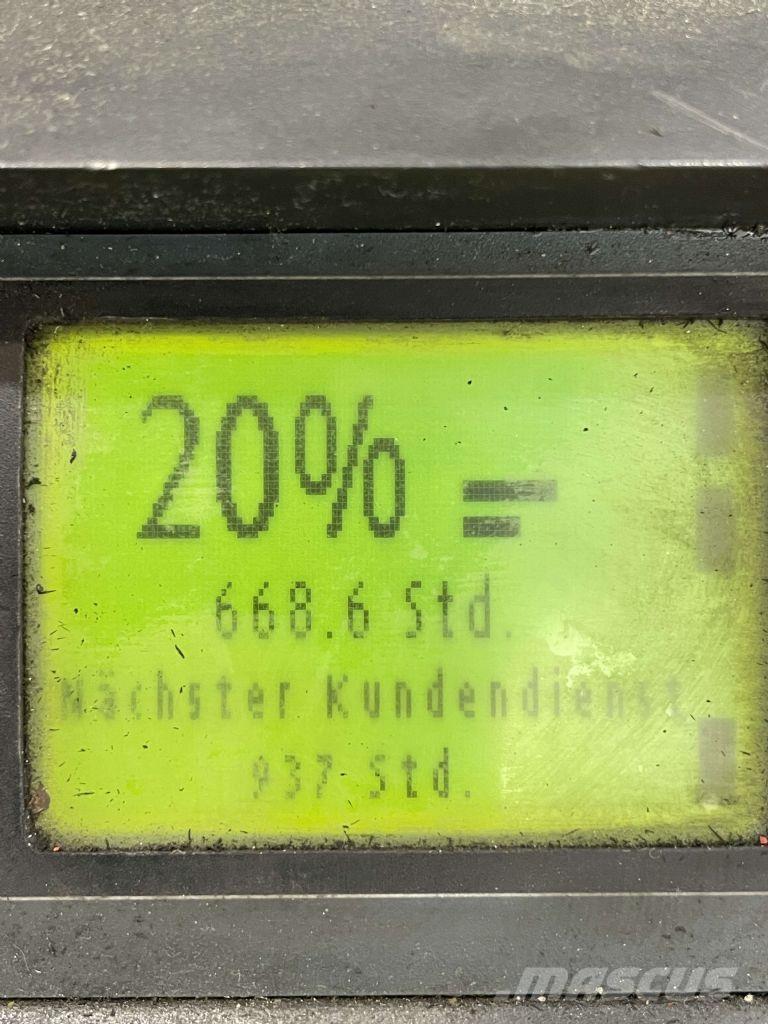 20%
668.6 Std.
Nächster Kundendienst
937 Std.
mascus